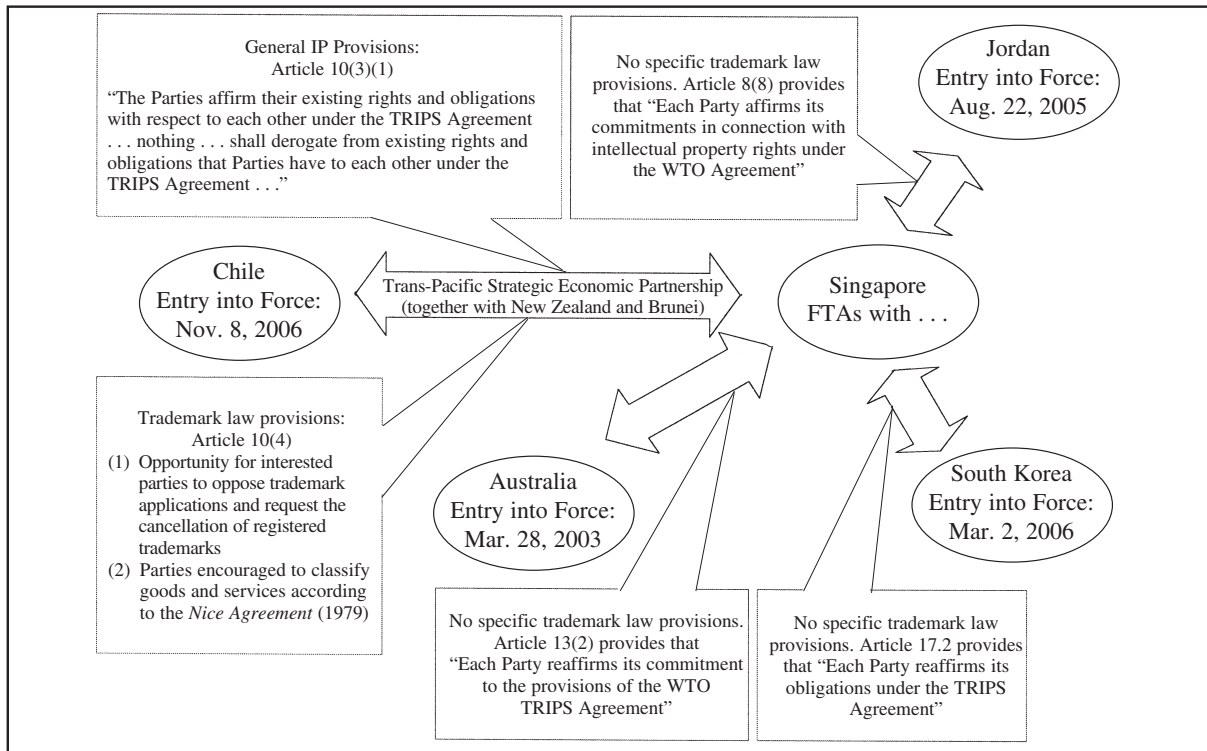 General IP Provisions:
Article 10(3)(1)
“The Parties affirm their existing rights and obligations
with respect to each other under the TRIPS Agreement
. . . nothing . . . shall derogate from existing rights and
obligations that Parties have to each other under the
TRIPS Agreement . . .”
No specific trademark law
provisions. Article 8(8) provides
that “Each Party affirms its
commitments in connection with
intellectual property rights under
the WTO Agreement”
Jordan
Entry into Force:
Aug. 22, 2005
Chile
Entry into Force:
Nov. 8, 2006
Trans-Pacific Strategic Economic Partnership
(together with New Zealand and Brunei)
Singapore
FTAs with . . .
Trademark law provisions:
Article 10(4)
(1) Opportunity for interested
parties to oppose trademark
applications and request the
cancellation of registered
trademarks
(2) Parties encouraged to classify
goods and services according
to the Nice Agreement (1979)
Australia
Entry into Force:
Mar. 28, 2003
South Korea
Entry into Force:
Mar. 2, 2006
No specific trademark law provisions.
Article 13(2) provides that
“Each Party reaffirms its commitment
to the provisions of the WTO
TRIPS Agreement”
No specific trademark law
provisions. Article 17.2 provides
that “Each Party reaffirms its
obligations under the TRIPS
Agreement”